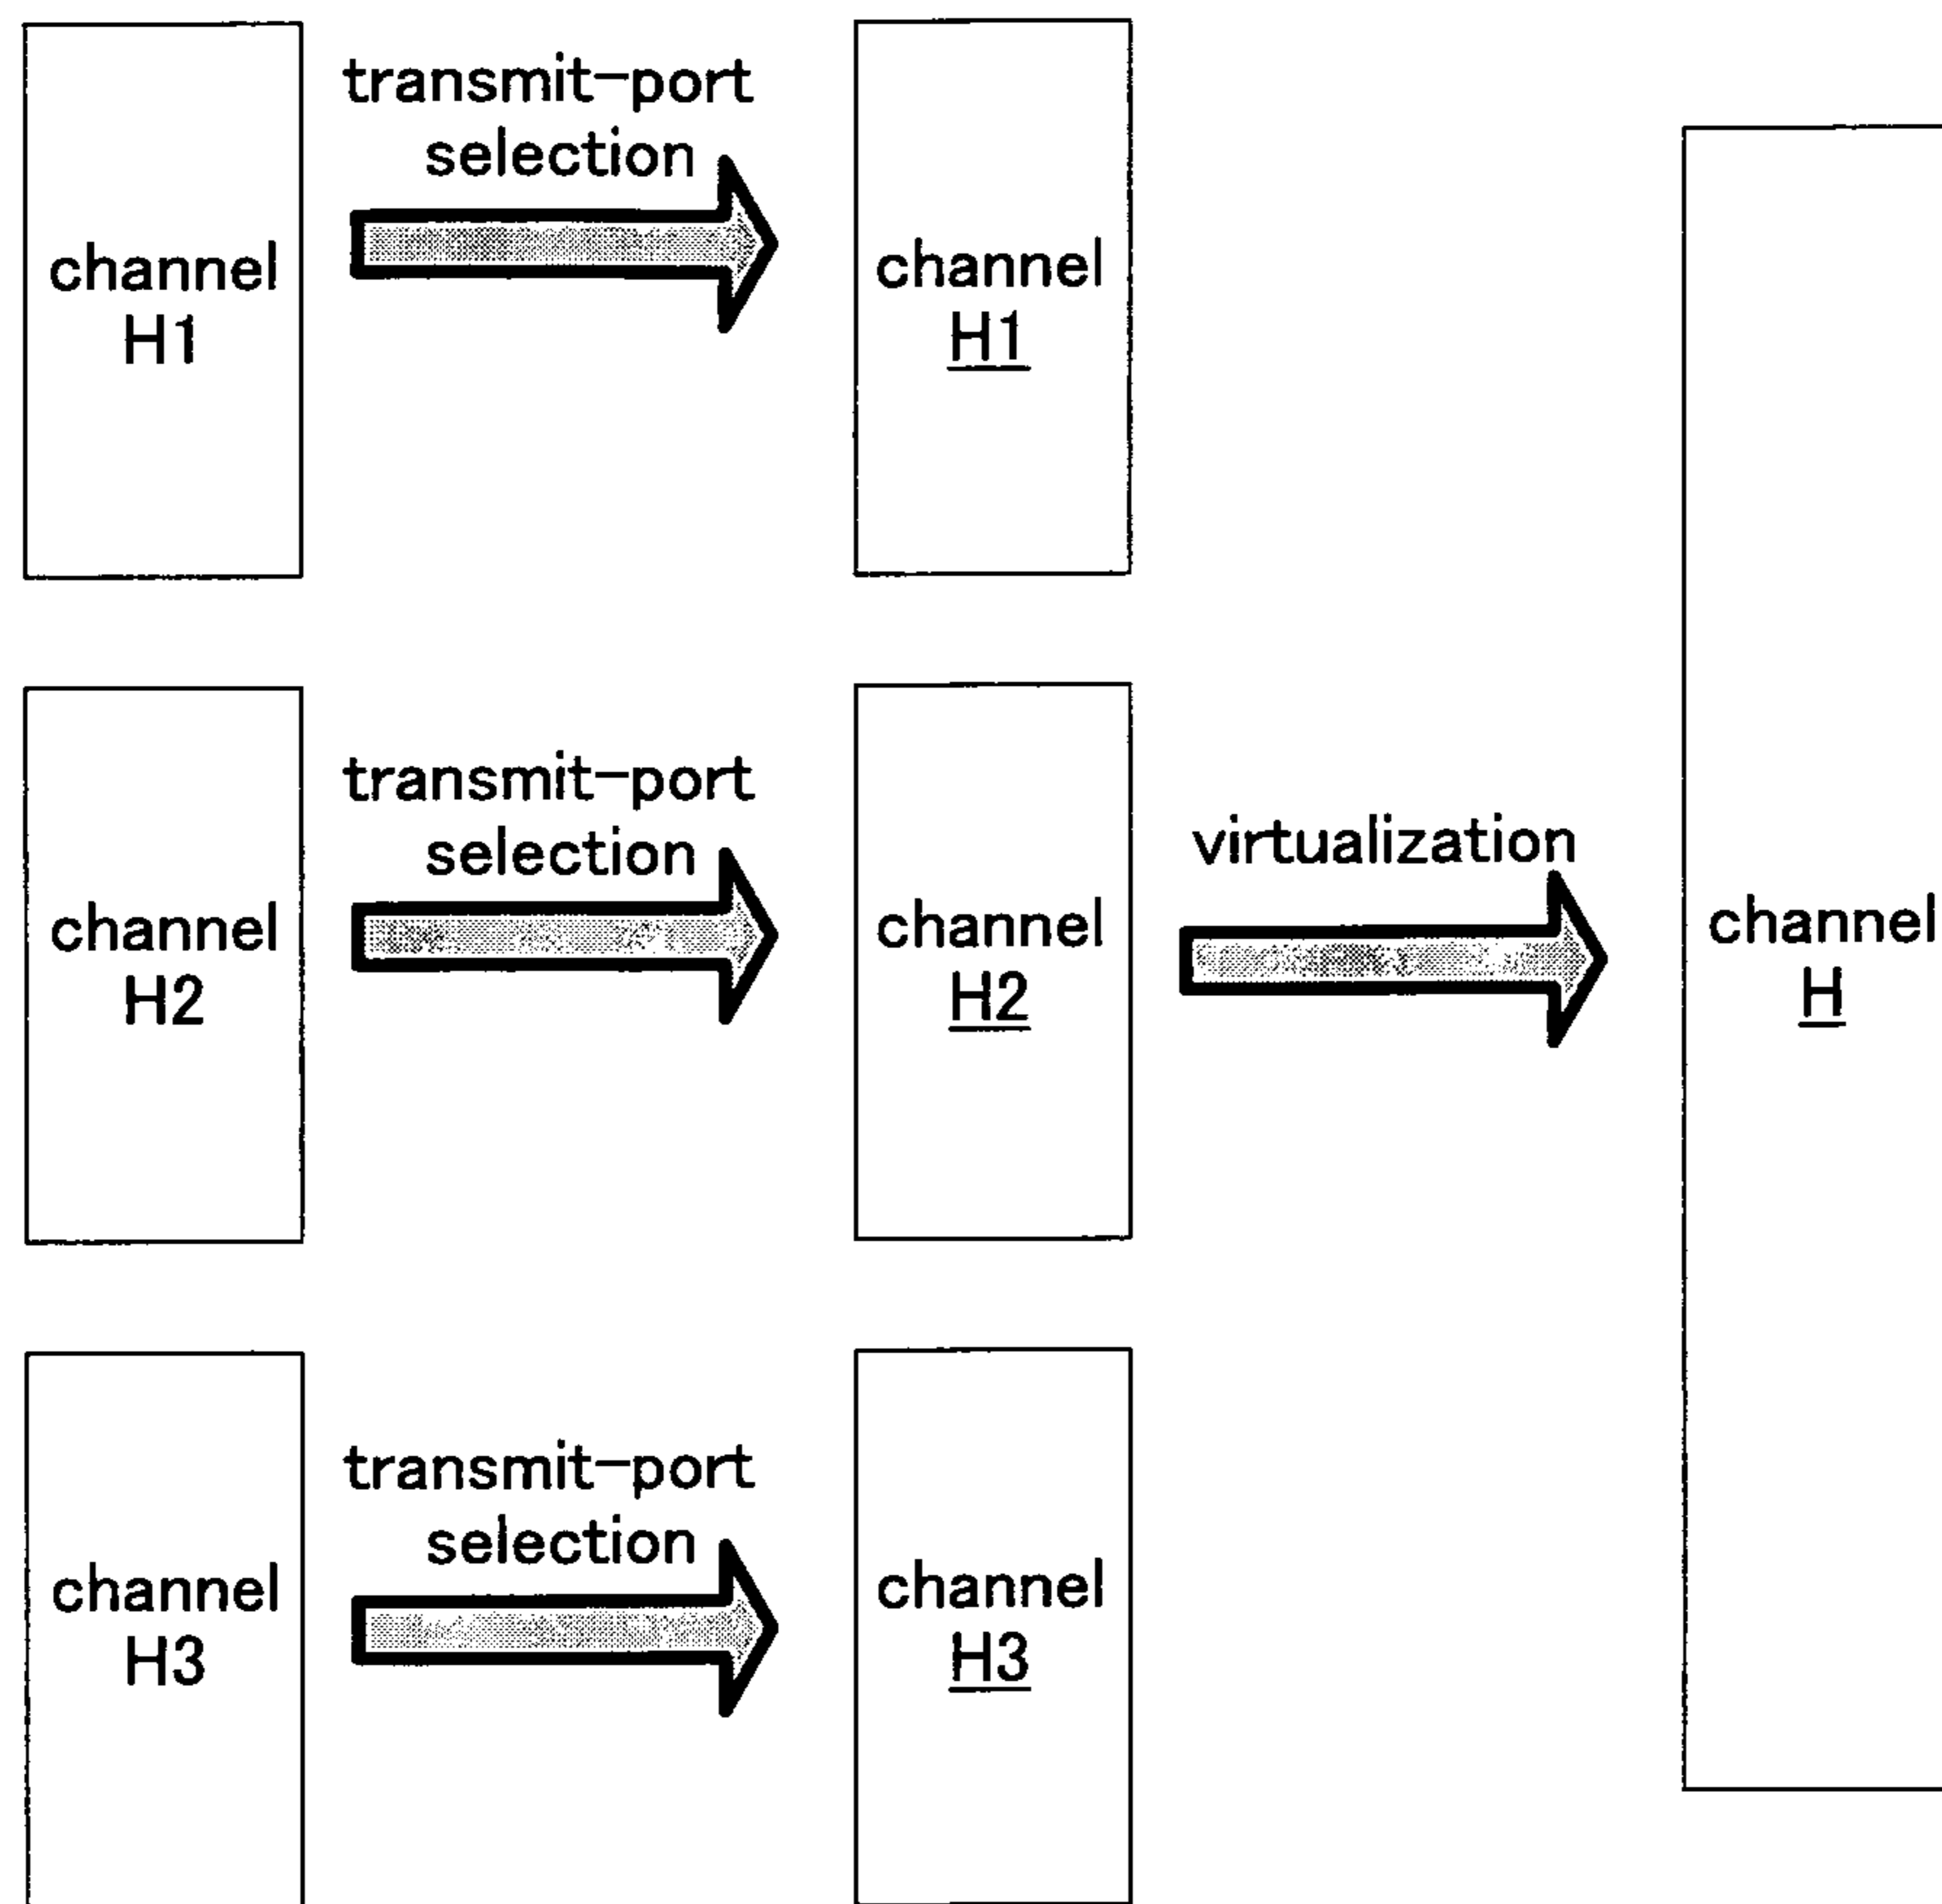 transmit-port
selection
channel
H1
channel
H1
transmit-port
selection
channel
H2
channel
H2
virtualization
channel
H
transmit-port
selection
channel
H3
channel
H3